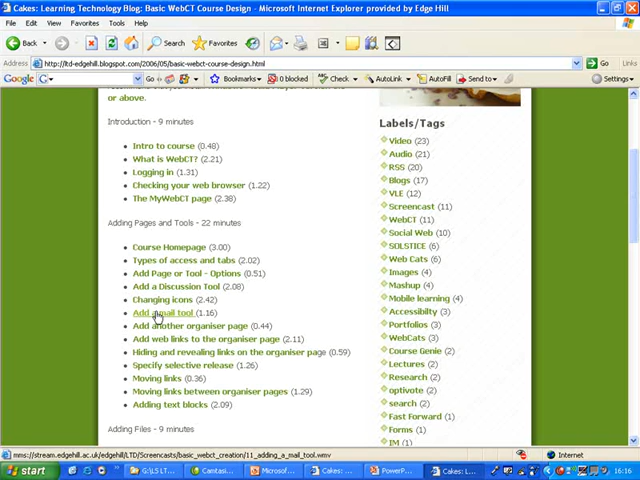 Cakes: Learning Technology Blog: Basic WebCT Course Design - Microsoft Internet Explorer provided by Edge Hill
File Edit View Favorites Tools Help
Back Search Favorites
Address http://ltd-edgehill.blogspot.com/2006/05/basic-webct-course-design.html Go Links
Google G Go Bookmarks 0 blocked Check AutoLink AutoFill Send to Settings
or above.
Introduction - 9 minutes
Intro to course (0.48)
What is WebCT? (2.21)
Logging in (1.31)
Checking your web browser (1.22)
The MyWebCT page (2.38)
Adding Pages and Tools - 22 minutes
Course Homepage (3.00)
Types of access and tabs (2.02)
Add Page or Tool - Options (0.51)
Add a Discussion Tool (2.08)
Changing icons (2.42)
Add a mail tool (1.16)
Add another organiser page (0.44)
Add web links to the organiser page (2.11)
Hiding and revealing links on the organiser page (0.59)
Specify selective release (1.26)
Moving links (0.36)
Moving links between organiser pages (1.29)
Adding text blocks (2.09)
Adding Files - 9 minutes
Labels/Tags
Video (23)
Audio (21)
RSS (20)
Blogs (17)
VLE (12)
Screencast (11)
WebCT (11)
Social Web (10)
SOLSTICE (6)
Web Cats (6)
Images (4)
Mashup (4)
Mobile learning (4)
Accessibilty (3)
Portfolios (3)
WebCats (3)
Course Genie (2)
Lectures (2)
Research (2)
optivote (2)
search (2)
Fast Forward (1)
Forms (1)
IM (1)
mms://stream.edgehill.ac.uk/edgehill/LTD/Screencasts/basic_webct_creation/11_adding_a_mail_tool.wmv Internet
start G:\LS LT... Camtasi... Microsof... Cakes: ... PowerP... Cakes: L... 16:16